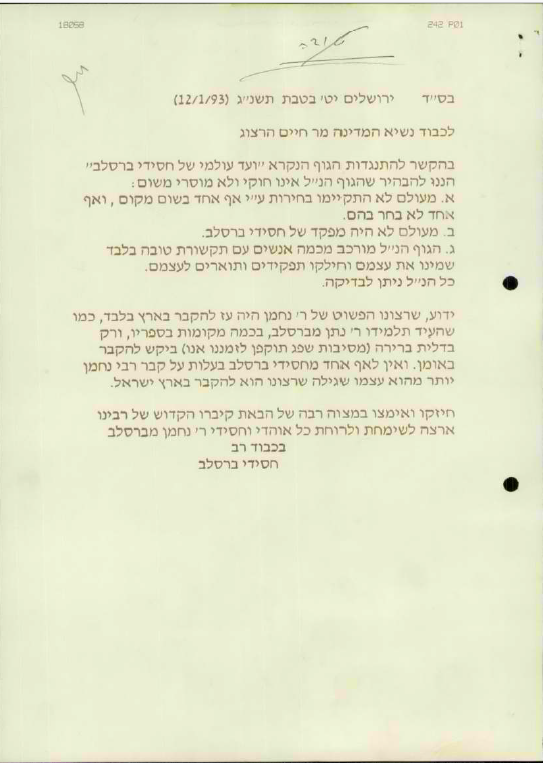 18058 242 P01
טובה
בס״ד ירושלים יט׳ בטבת תשנ״ג (12/1/93)
לכבוד נשיא המדינה מר חיים הרצוג
בהקשר להתנגדות הגוף הנקרא ״ועד עולמי של חסידי ברסלב״
הננו להבהיר שהגוף הנ״ל אינו חוקי ולא מוסרי משום:
א. מעולם לא התקיימו בחירות ע״י אף אחד בשום מקום, ואף
אחד לא בחר בהם.
ב. מעולם לא היה מפקד של חסידי ברסלב.
ג. הגוף הנ״ל מורכב מכמה אנשים עם תקשורת טובה בלבד
שמינו את עצמם וחילקו תפקידים ותוארים לעצמם.
כל הנ״ל ניתן לבדיקה.
ידוע, שרצונו הפשוט של ר׳ נחמן היה עז להקבר בארץ בלבד, כמו
שהעיד תלמידו ר׳ נתן מברסלב, בכמה מקומות בספריו, ורק
בדלית ברירה (מסיבות שפג תוקפן לזמננו אנו) ביקש להקבר
באומן. ואין לאף אחד מחסידי ברסלב בעלות על קבר רבי נחמן
יותר מהוא עצמו שגילה שרצונו הוא להקבר בארץ ישראל.
חיזקו ואימצו במצוה רבה של הבאת קיברו הקדוש של רבינו
ארצה לשימחת ולרוחת כל אוהדי וחסידי ר׳ נחמן מברסלב
בכבוד רב
חסידי ברסלב